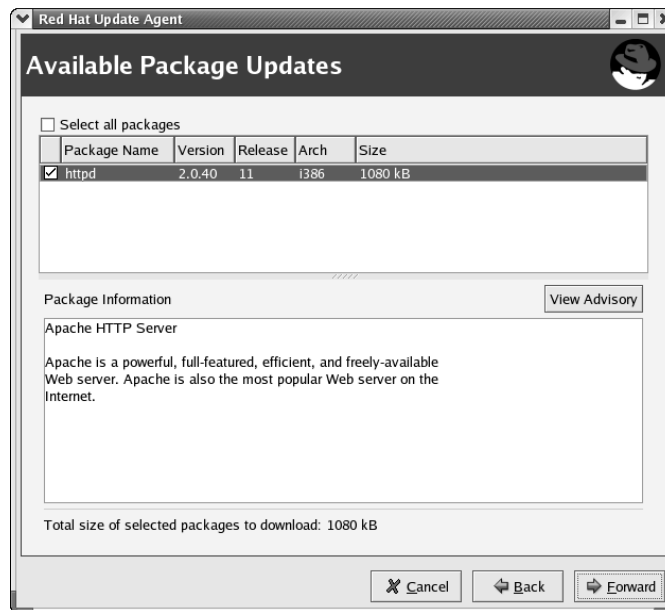 Red Hat Update Agent
Available Package Updates
Select all packages
Package Name Version Release Arch Size
httpd 2.0.40 11 i386 1080 kB
Package Information
View Advisory
Apache HTTP Server
Apache is a powerful, full-featured, efficient, and freely-available
Web server. Apache is also the most popular Web server on the
Internet.
Total size of selected packages to download: 1080 kB
Cancel Back Forward